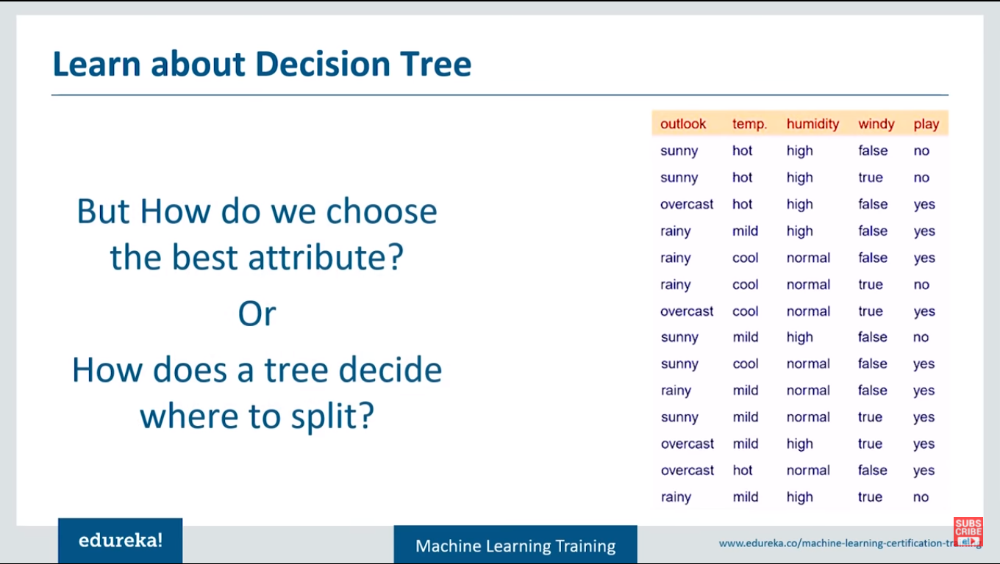 Learn about Decision Tree
But How do we choose
the best attribute?
Or
How does a tree decide
where to split?
outlook temp. humidity windy play
sunny hot high false no
sunny hot high true no
overcast hot high false yes
rainy mild high false yes
rainy cool normal false yes
rainy cool normal true no
overcast cool normal true yes
sunny mild high false no
sunny cool normal false yes
rainy mild normal false yes
sunny mild normal true yes
overcast mild high true yes
overcast hot normal false yes
rainy mild high true no
edureka!
Machine Learning Training
www.edureka.co/machine-learning-certification-training
SUBS
CRIBE